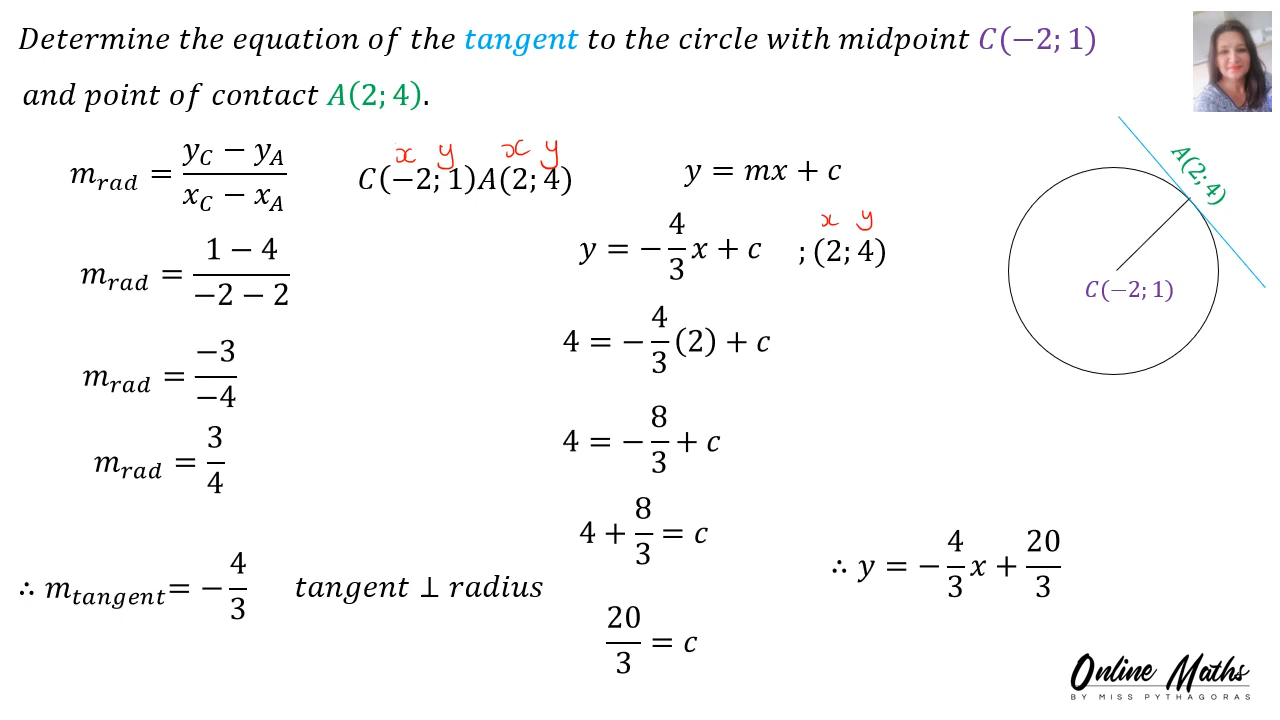 Determine the equation of the tangent to the circle with midpoint C(−2; 1)
and point of contact A(2; 4).
m_rad = (y_C − y_A)/(x_C − x_A)
x y x y
C(−2; 1)A(2; 4)
m_rad = (1 − 4)/(−2 − 2)
m_rad = (−3)/(−4)
m_rad = 3/4
∴ m_tangent = −4/3 tangent ⊥ radius
y = mx + c
x y
y = −4/3 x + c ; (2; 4)
4 = −4/3 (2) + c
4 = −8/3 + c
4 + 8/3 = c
20/3 = c
∴ y = −4/3 x + 20/3
A(2; 4)
C(−2; 1)
Online Maths
BY MISS PYTHAGORAS